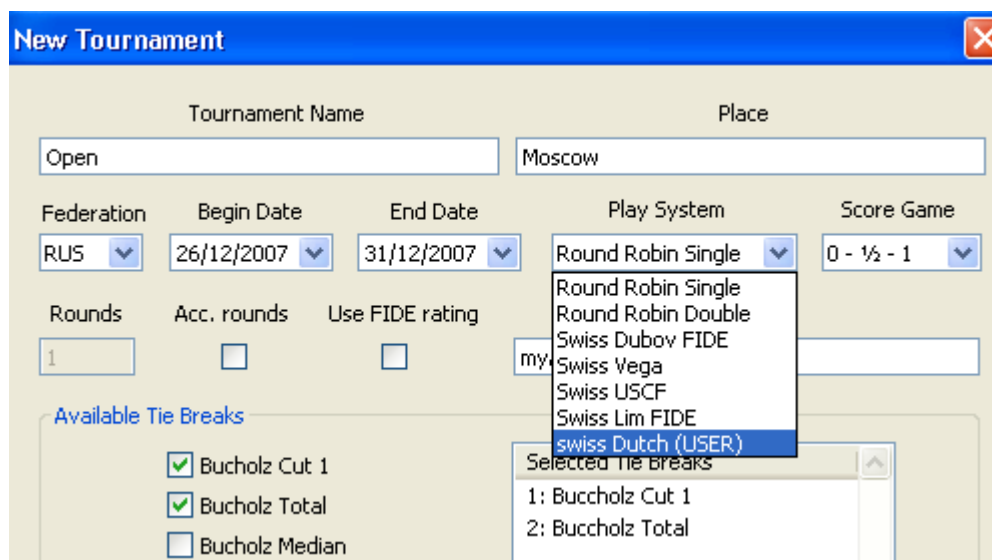 New Tournament
Tournament Name Place
Open Moscow
Federation Begin Date End Date Play System Score Game
RUS 26/12/2007 31/12/2007 Round Robin Single 0 - ½ - 1
Round Robin Single
Rounds Acc. rounds Use FIDE rating Round Robin Double
Swiss Dubov FIDE
1 my Swiss Vega
Swiss USCF
Available Tie Breaks Swiss Lim FIDE
swiss Dutch (USER)
Bucholz Cut 1 Selected Tie Breaks
1: Buccholz Cut 1
Bucholz Total 2: Buccholz Total
Bucholz Median